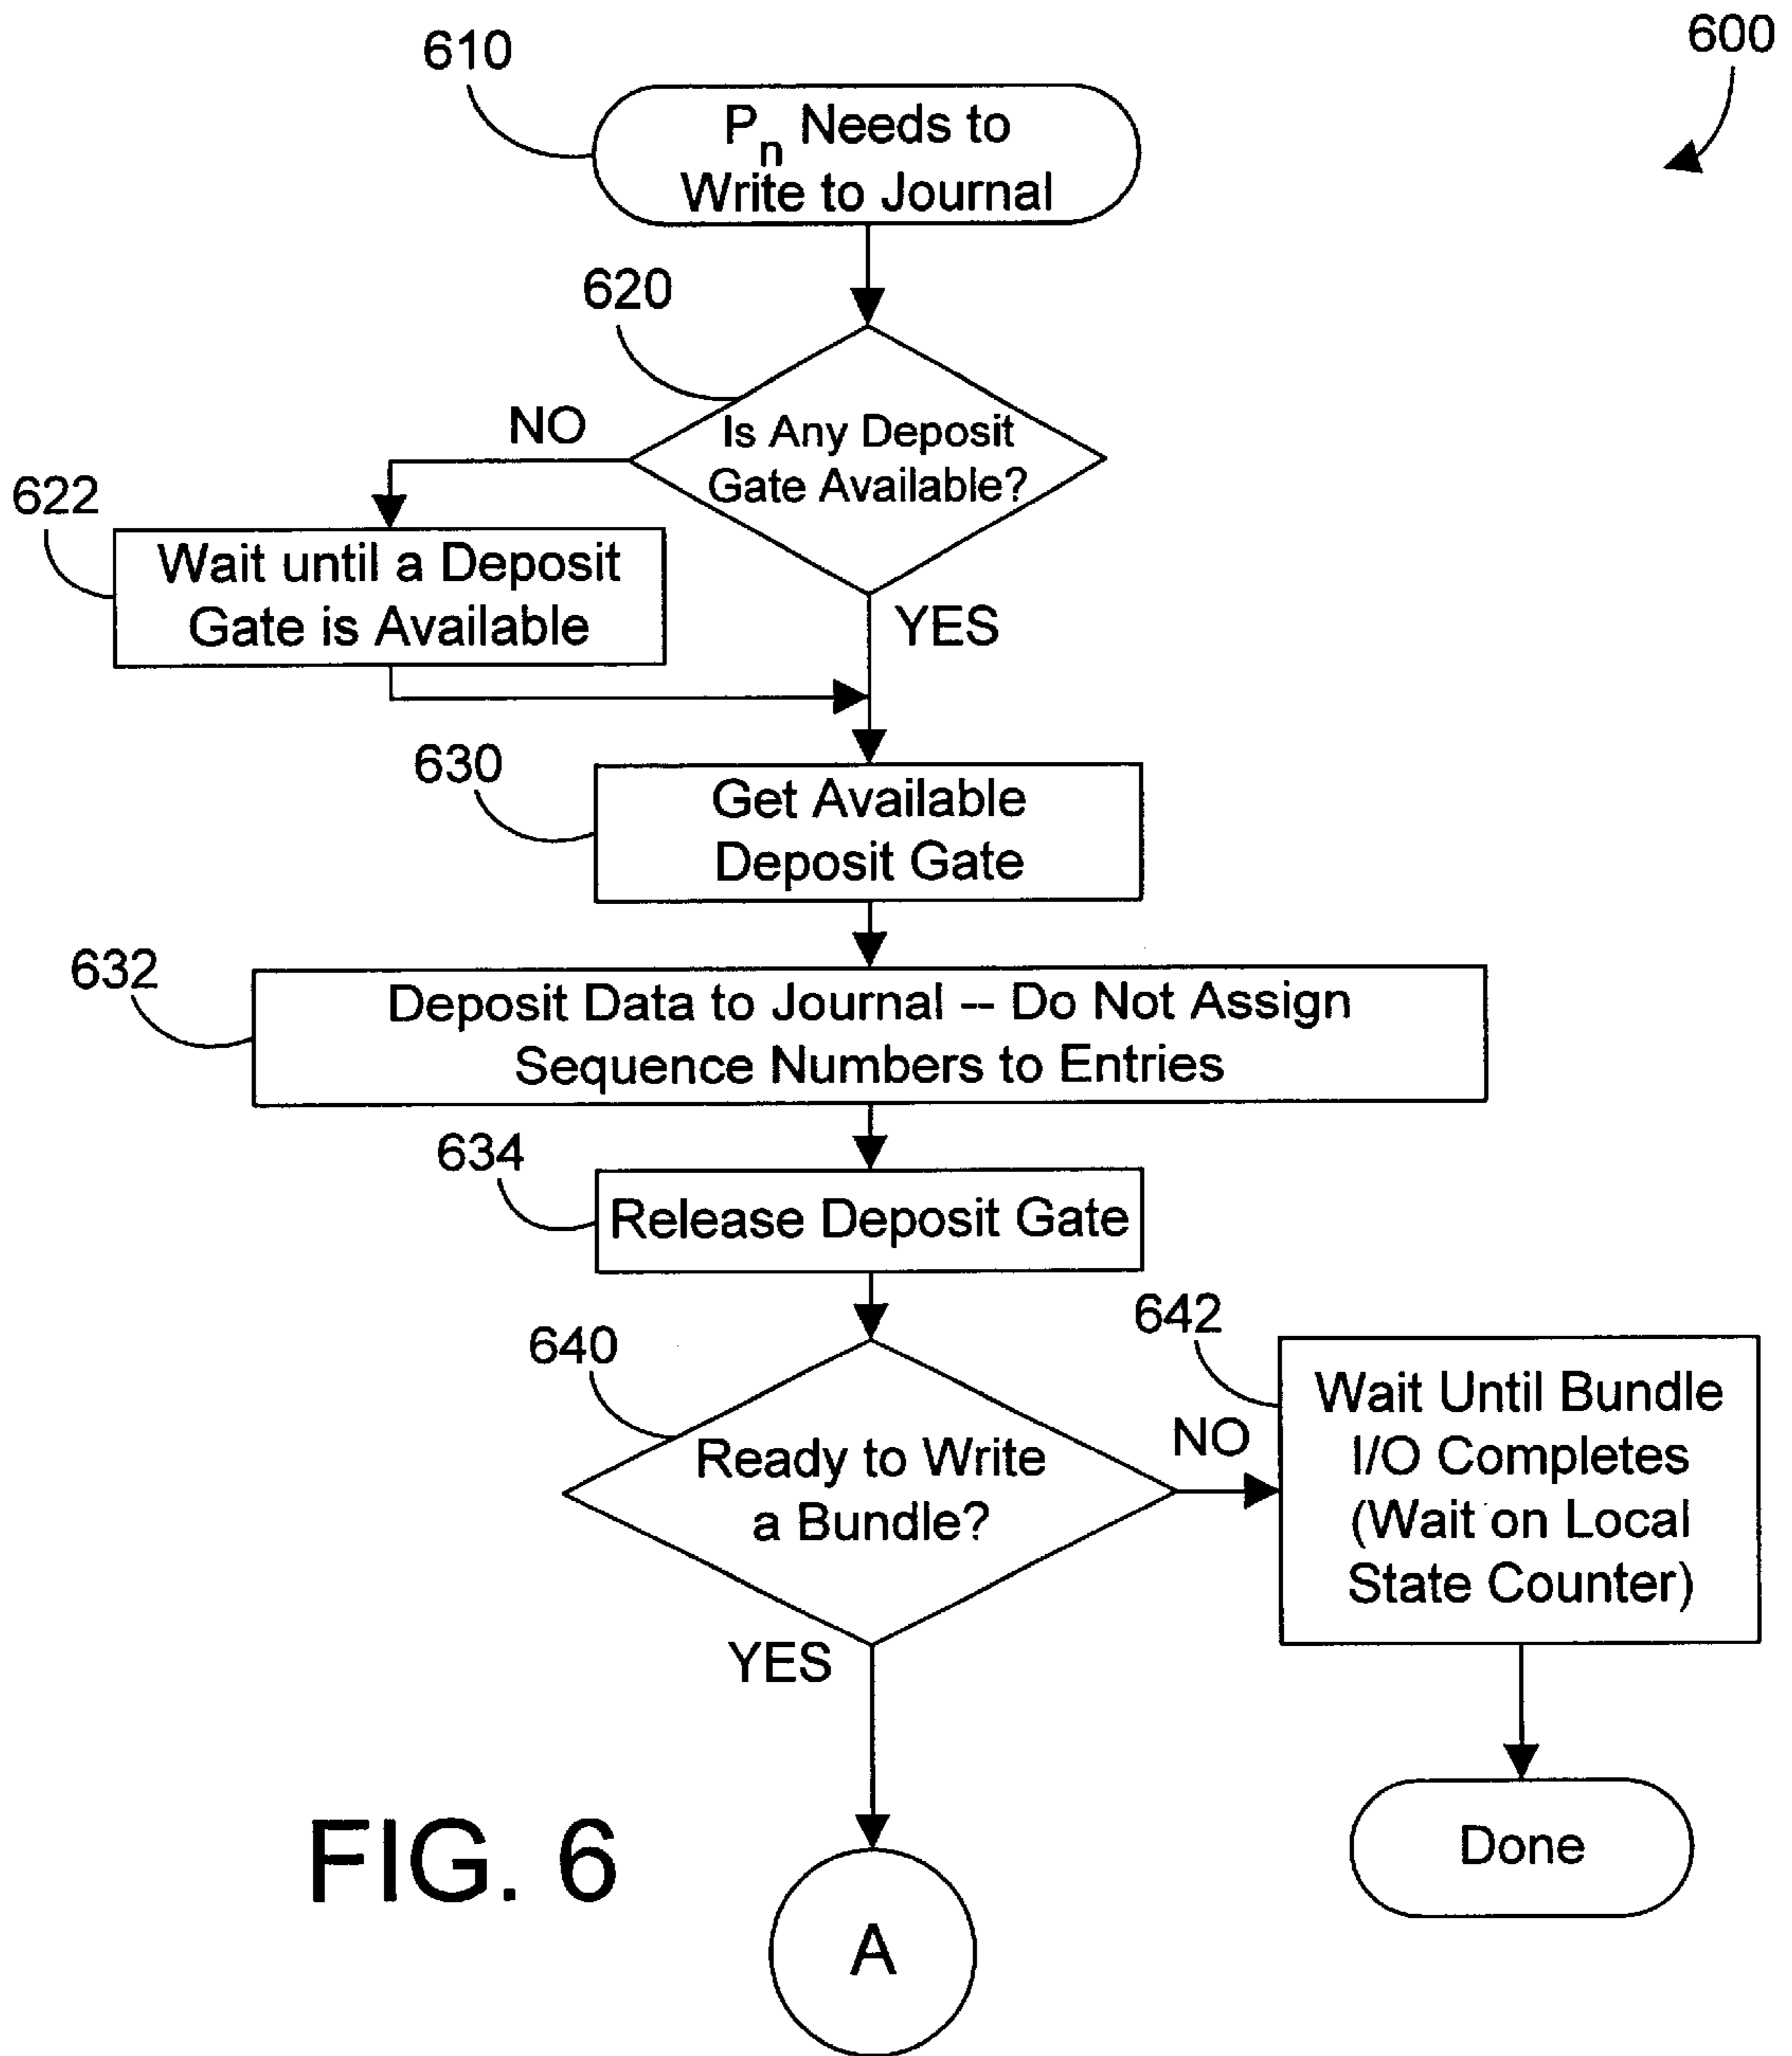 600
610
Pn Needs to
Write to Journal
620
Is Any Deposit
Gate Available?
NO
YES
622
Wait until a Deposit
Gate is Available
630
Get Available
Deposit Gate
632
Deposit Data to Journal -- Do Not Assign
Sequence Numbers to Entries
634
Release Deposit Gate
640
Ready to Write
a Bundle?
NO
642
Wait Until Bundle
I/O Completes
(Wait on Local
State Counter)
YES
Done
A
FIG. 6